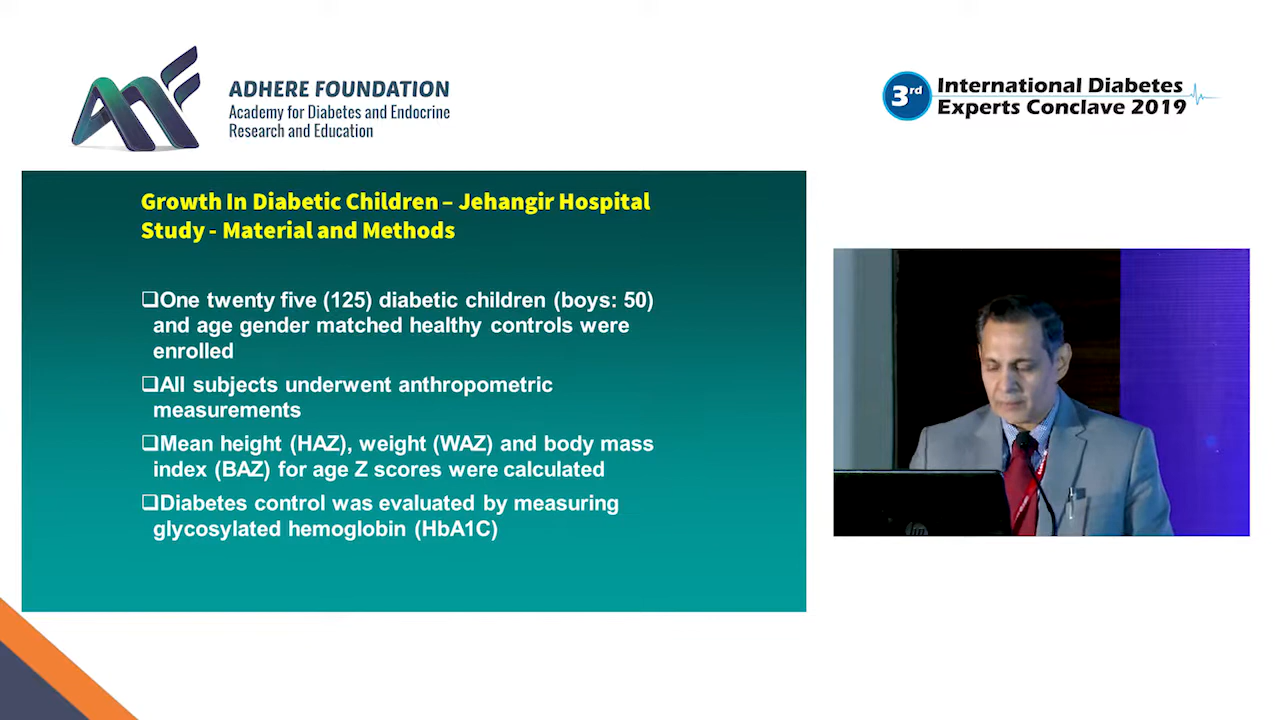 ADHERE FOUNDATION
Academy for Diabetes and Endocrine
Research and Education
3rd
International Diabetes
Experts Conclave 2019
Growth In Diabetic Children – Jehangir Hospital
Study - Material and Methods
❑One twenty five (125) diabetic children (boys: 50)
and age gender matched healthy controls were
enrolled
❑All subjects underwent anthropometric
measurements
❑Mean height (HAZ), weight (WAZ) and body mass
index (BAZ) for age Z scores were calculated
❑Diabetes control was evaluated by measuring
glycosylated hemoglobin (HbA1C)
hp